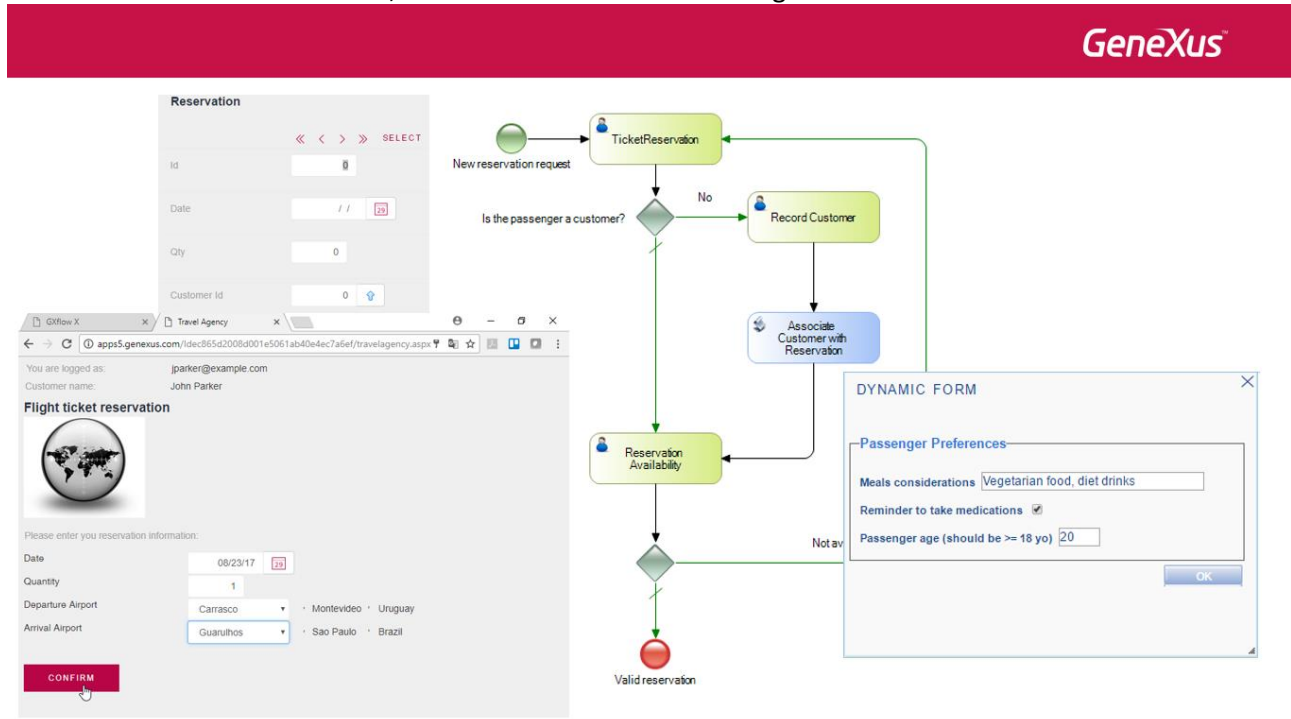 GeneXus™
Reservation
« < > » SELECT
Id 0
Date / / 29
Qty 0
Customer Id 0
New reservation request
TicketReservation
Is the passenger a customer?
No
Record Customer
Associate
Customer with
Reservation
Reservation
Availability
Valid reservation
GXflow X
Travel Agency
apps5.genexus.com/Idec865d2008d001e5061ab40e4ec7a6ef/travelagency.aspx
You are logged as: jparker@example.com
Customer name: John Parker
Flight ticket reservation
Please enter you reservation information:
Date 08/23/17 29
Quantity 1
Departure Airport Carrasco · Montevideo · Uruguay
Arrival Airport Guarulhos · Sao Paulo · Brazil
CONFIRM
DYNAMIC FORM
Passenger Preferences
Meals considerations Vegetarian food, diet drinks
Reminder to take medications
Passenger age (should be >= 18 yo) 20
OK